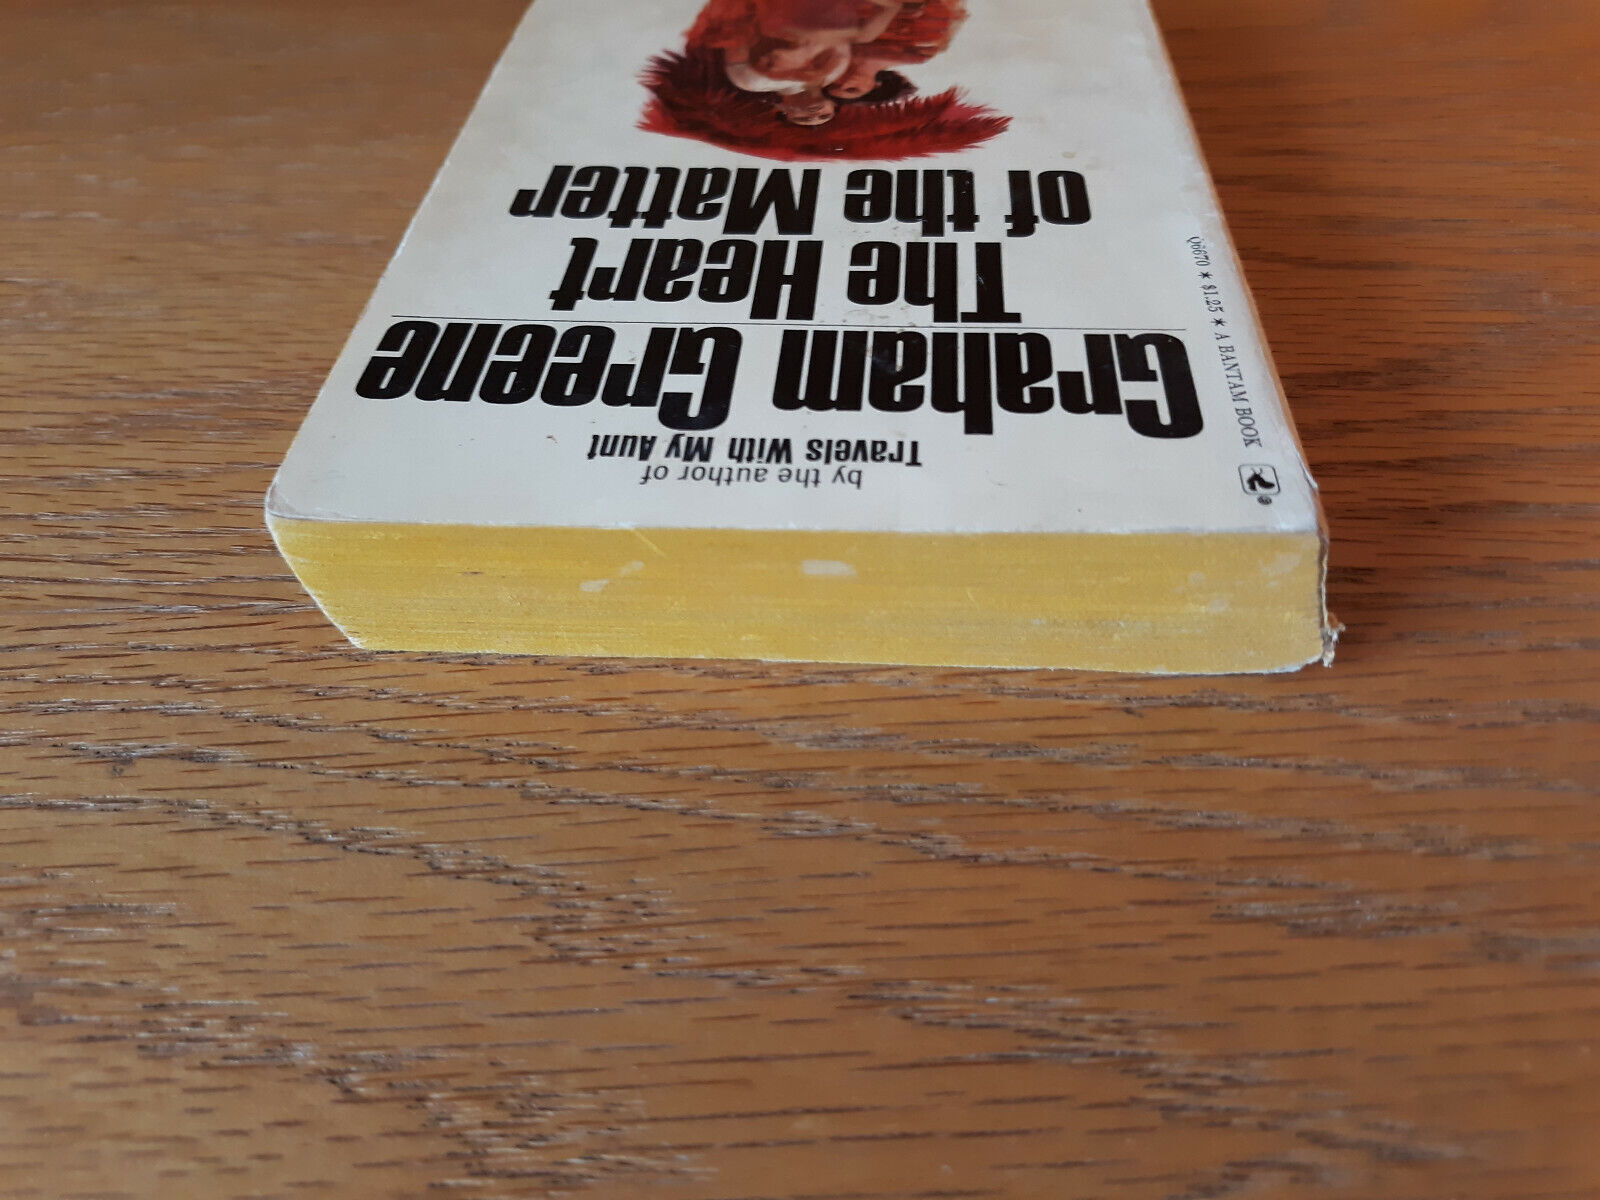 by the author of
Travels With My Aunt
Graham Greene
The Heart
of the Matter
Q6670 * $1.25 * A BANTAM BOOK